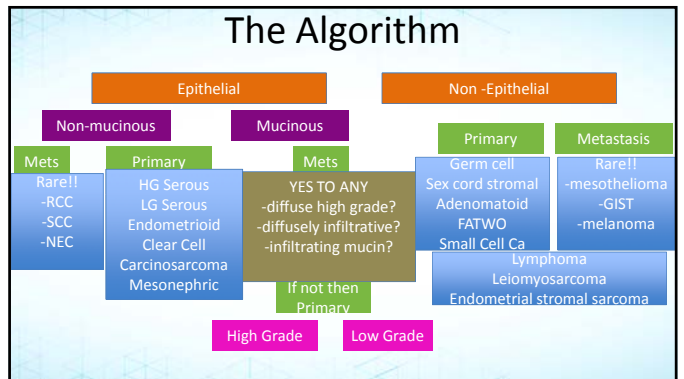 The Algorithm
Epithelial
Non -Epithelial
Non-mucinous
Mucinous
Primary
Metastasis
Mets
Primary
Mets
Rare!!
-RCC
-SCC
-NEC
HG Serous
LG Serous
Endometrioid
Clear Cell
Carcinosarcoma
Mesonephric
YES TO ANY
-diffuse high grade?
-diffusely infiltrative?
-infiltrating mucin?
If not then
Primary
High Grade
Low Grade
Germ cell
Sex cord stromal
Adenomatoid
FATWO
Small Cell Ca
Rare!!
-mesothelioma
-GIST
-melanoma
Lymphoma
Leiomyosarcoma
Endometrial stromal sarcoma